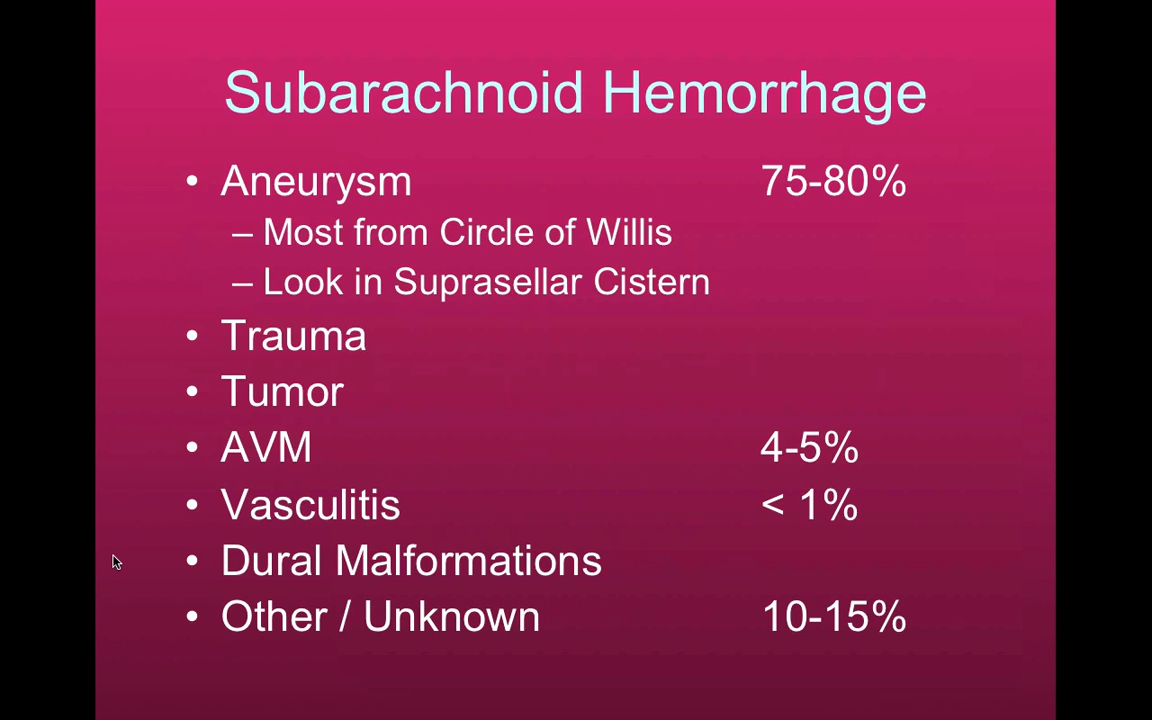 Subarachnoid Hemorrhage
• Aneurysm 75-80%
– Most from Circle of Willis
– Look in Suprasellar Cistern
• Trauma
• Tumor
• AVM 4-5%
• Vasculitis < 1%
• Dural Malformations
• Other / Unknown 10-15%